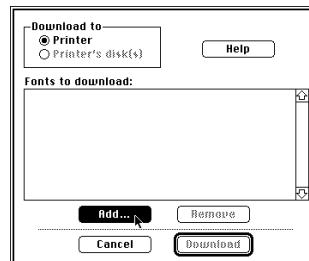 Download to
Printer
Printer's disk(s)
Help
Fonts to download:
Add...
Remove
Cancel
Download